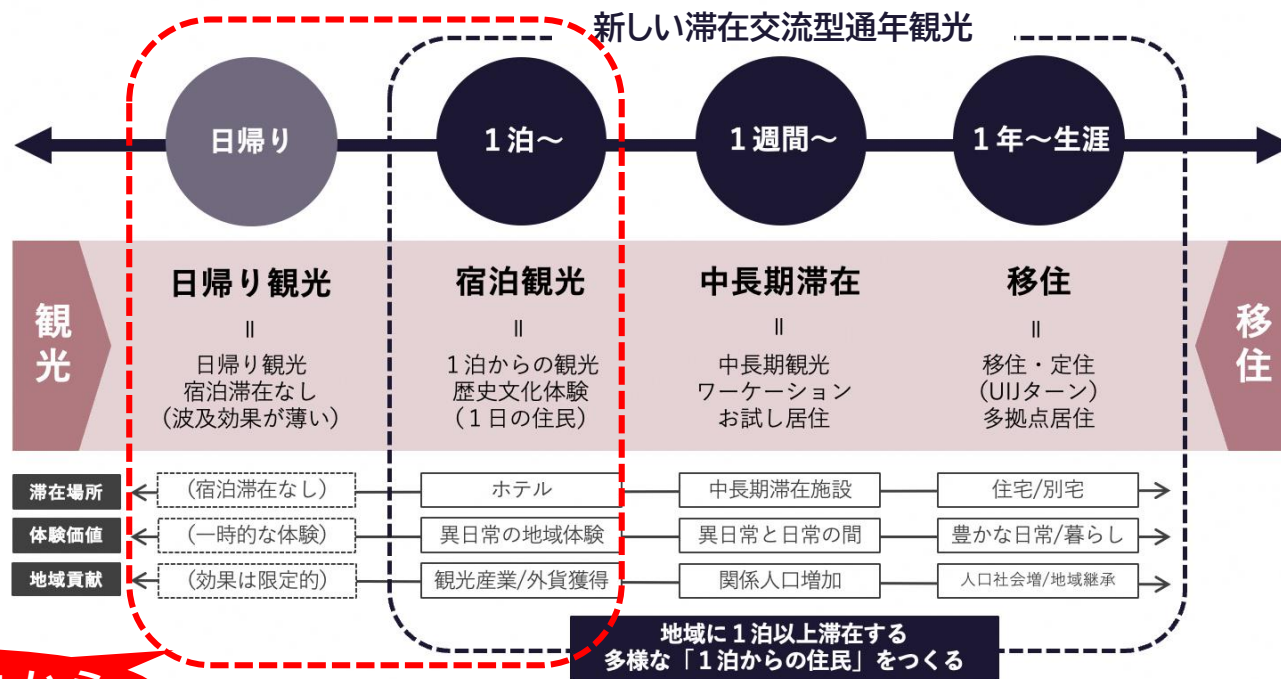 新しい滞在交流型通年観光
日帰り
1泊～
1週間～
1年～生涯
観光
日帰り観光
＝
日帰り観光
宿泊滞在なし
(波及効果が薄い)
宿泊観光
＝
1泊からの観光
歴史文化体験
(1日の住民)
中長期滞在
＝
中長期観光
ワーケーション
お試し居住
移住
＝
移住・定住
(UIJターン)
多拠点居住
移住
滞在場所
(宿泊滞在なし)
ホテル
中長期滞在施設
住宅/別宅
体験価値
(一時的な体験)
異日常の地域体験
異日常と日常の間
豊かな日常/暮らし
地域貢献
(効果は限定的)
観光産業/外貨獲得
関係人口増加
人口社会増/地域継承
地域に1泊以上滞在する
多様な「1泊からの住民」をつくる